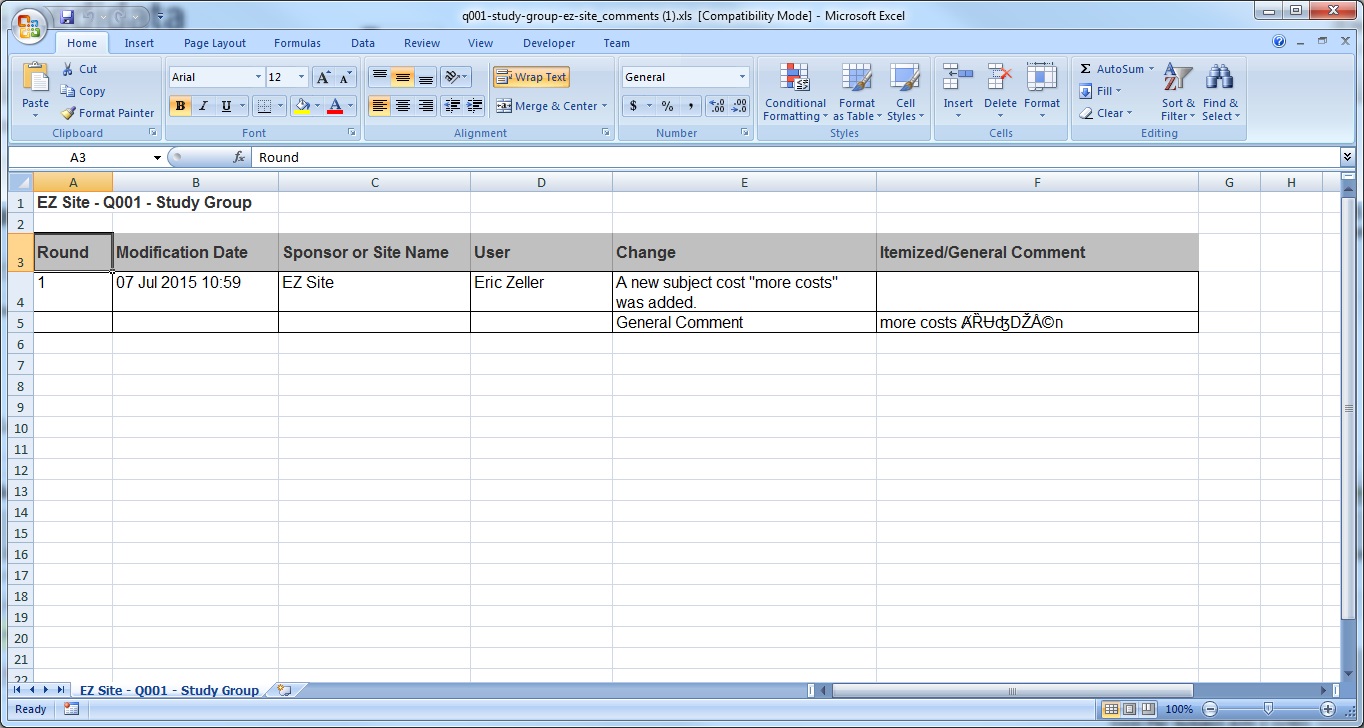 q001-study-group-ez-site_comments (1).xls [Compatibility Mode] - Microsoft Excel
Home Insert Page Layout Formulas Data Review View Developer Team
Paste
Cut
Copy
Format Painter
Clipboard
Arial 12
B I U
Font
Wrap Text
Merge & Center
Alignment
General
$ % ,
Number
Conditional Formatting
Format as Table
Cell Styles
Styles
Insert Delete Format
Cells
Σ AutoSum
Fill
Clear
Sort & Filter
Find & Select
Editing
A3 fx Round
A B C D E F G H
1 EZ Site - Q001 - Study Group
2
3 Round Modification Date Sponsor or Site Name User Change Itemized/General Comment
4 1 07 Jul 2015 10:59 EZ Site Eric Zeller A new subject cost "more costs"
was added.
5 General Comment more costs ȺȐɄʤǄÂ©n
6
7
8
9
10
11
12
13
14
15
16
17
18
19
20
21
22
EZ Site - Q001 - Study Group
Ready 100%